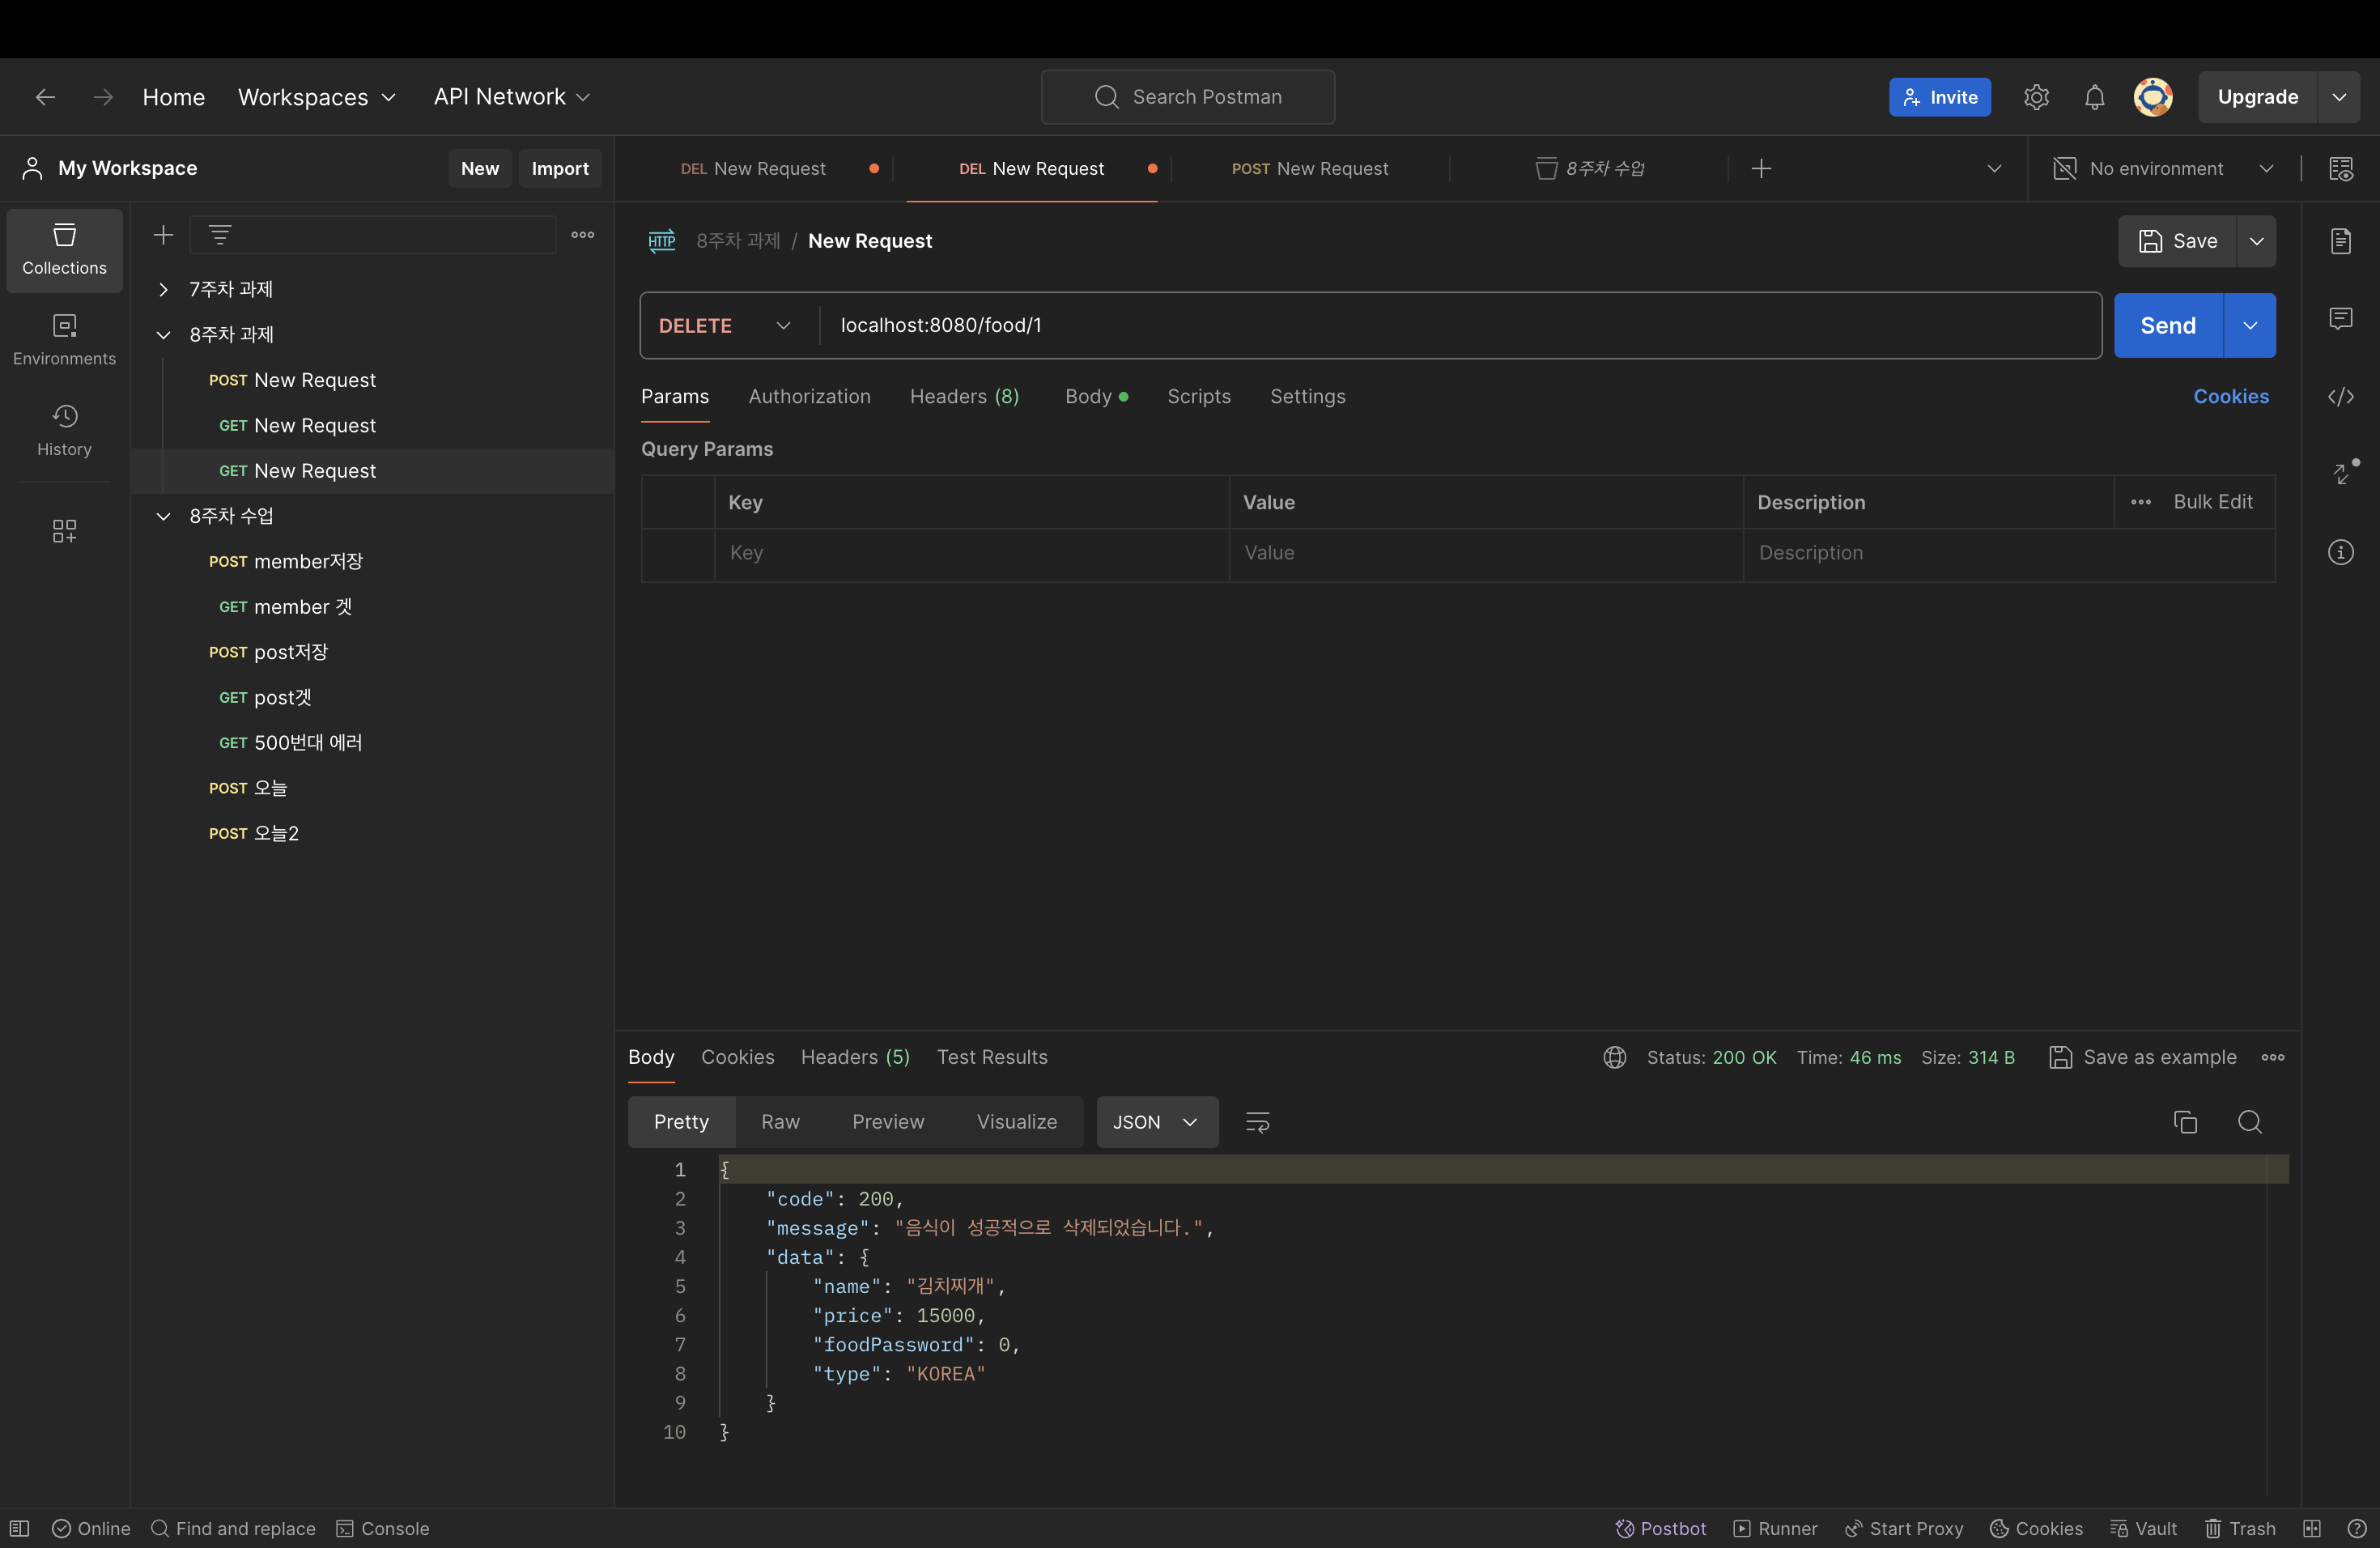 Home Workspaces API Network Search Postman Invite Upgrade
My Workspace New Import
DEL New Request DEL New Request POST New Request 8주차 수업 No environment
Collections
Environments
History
7주차 과제
8주차 과제
POST New Request
GET New Request
GET New Request
8주차 수업
POST member저장
GET member 겟
POST post저장
GET post겟
GET 500번대 에러
POST 오늘
POST 오늘2
HTTP 8주차 과제 / New Request Save
DELETE localhost:8080/food/1 Send
Params Authorization Headers (8) Body Scripts Settings Cookies
Query Params
Key Value Description Bulk Edit
Key Value Description
Body Cookies Headers (5) Test Results Status: 200 OK Time: 46 ms Size: 314 B Save as example
Pretty Raw Preview Visualize JSON
1 {
2 "code": 200,
3 "message": "음식이 성공적으로 삭제되었습니다.",
4 "data": {
5 "name": "김치찌개",
6 "price": 15000,
7 "foodPassword": 0,
8 "type": "KOREA"
9 }
10 }
Online Find and replace Console Postbot Runner Start Proxy Cookies Vault Trash